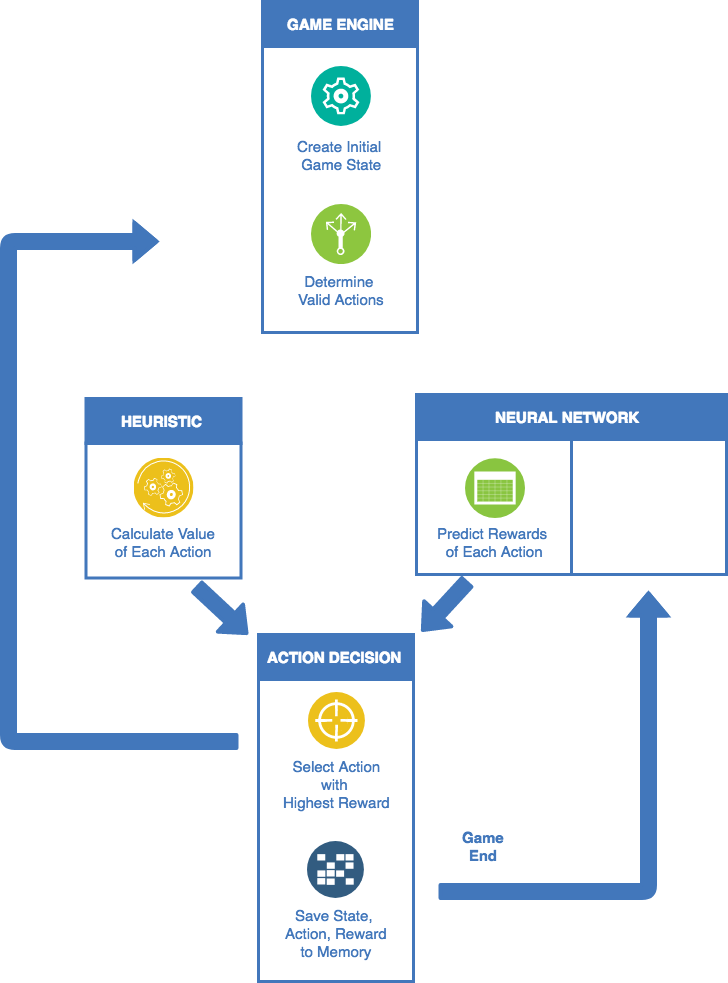 GAME ENGINE
Create Initial
Game State
Determine
Valid Actions
HEURISTIC
Calculate Value
of Each Action
NEURAL NETWORK
Predict Rewards
of Each Action
ACTION DECISION
Select Action
with
Highest Reward
Save State,
Action, Reward
to Memory
Game
End